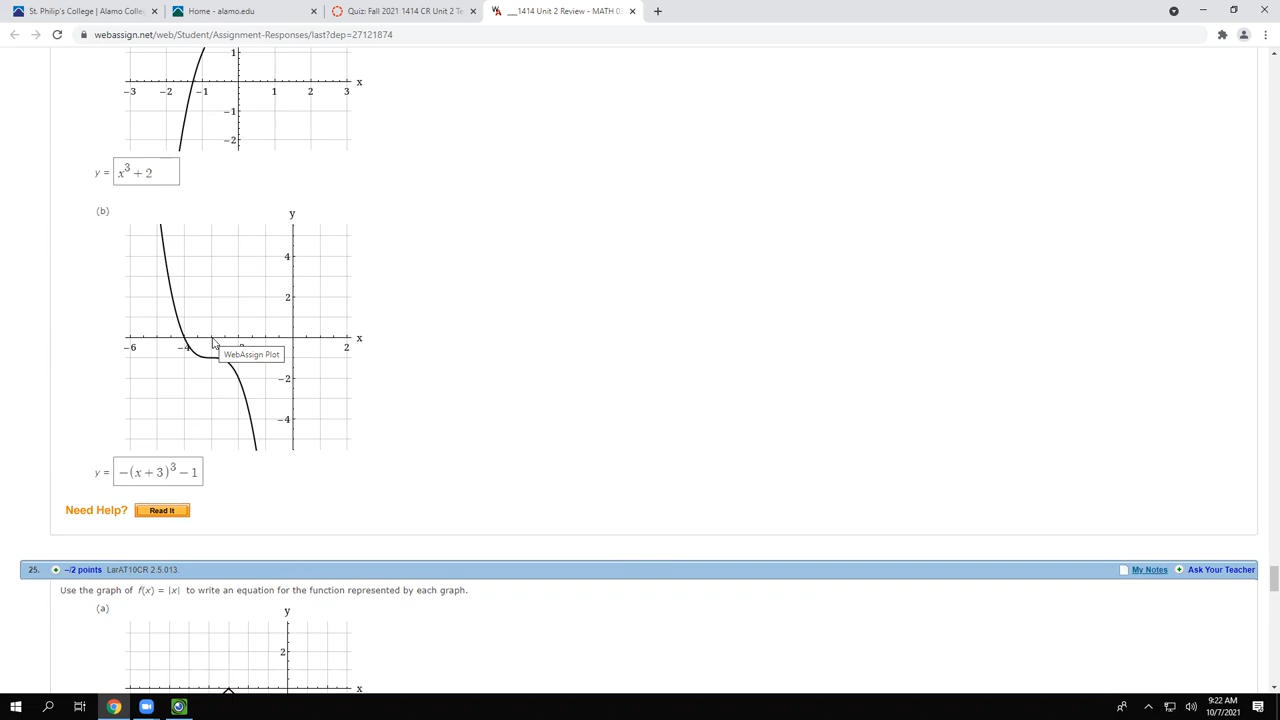 St. Philip's College | Alamo Colle
Home - alamo.edu
Quiz: Fall 2021 1414 CR Unit 2 Te
__1414 Unit 2 Review - MATH 03
webassign.net/web/Student/Assignment-Responses/last?dep=27121874
1
x
−3 −2 −1 1 2 3
−1
−2
y = x³ + 2
(b)
y
4
2
x
−6 −4 2
WebAssign Plot
−2
−4
y = −(x + 3)³ − 1
Need Help? Read It
25. –/2 points LarAT10CR 2.5.013. My Notes Ask Your Teacher
Use the graph of f(x) = |x| to write an equation for the function represented by each graph.
(a)
y
2
x
9:22 AM
10/7/2021